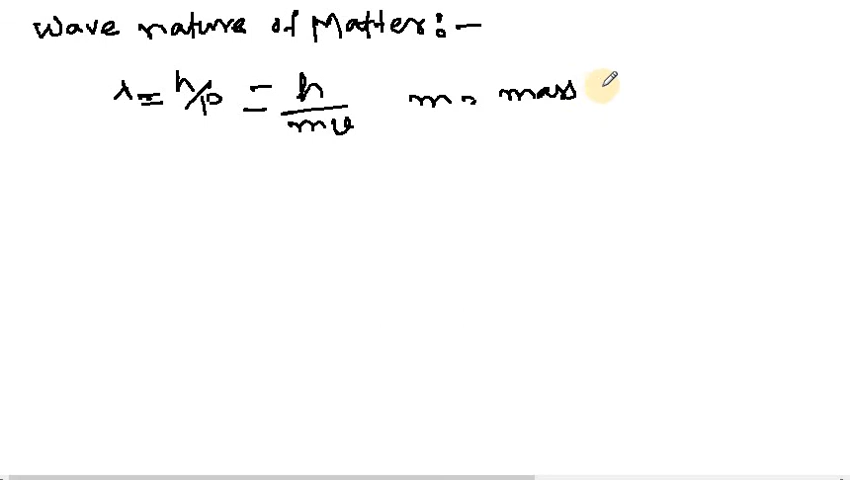 Wave nature of Matter:-
λ = h/p = h/mv m = mass